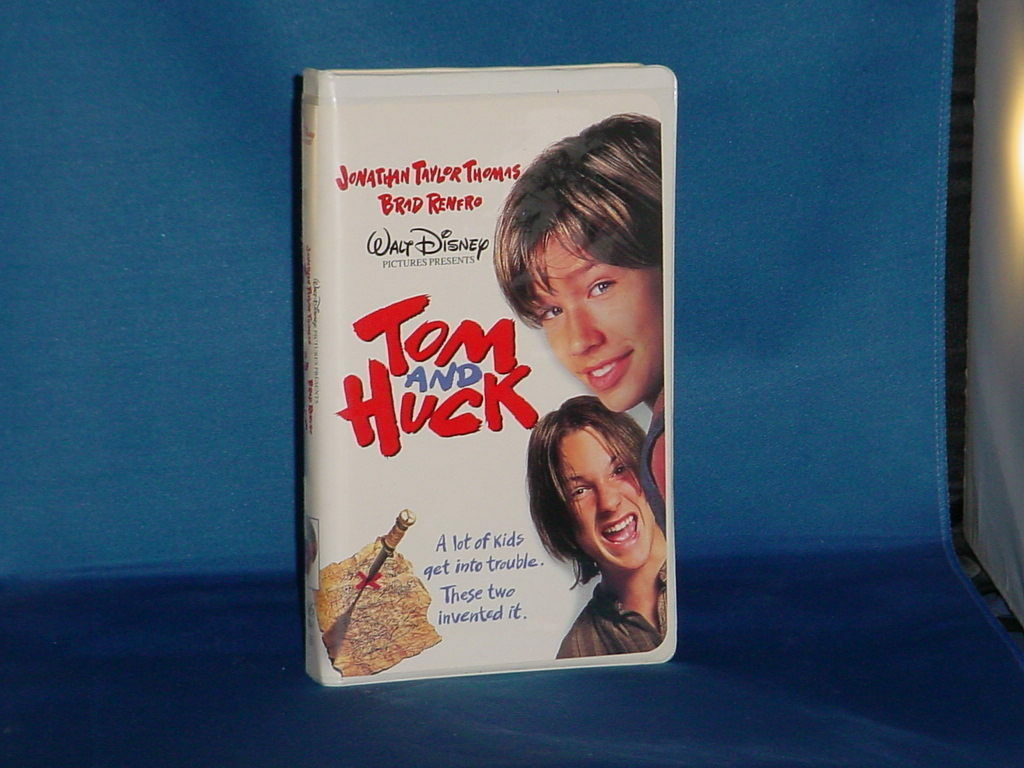 JONATHAN TAYLOR THOMAS
BRAD RENFRO
WALT DISNEY
PICTURES PRESENTS
TOM
AND
HUCK
A lot of kids
get into trouble.
These two
invented it.